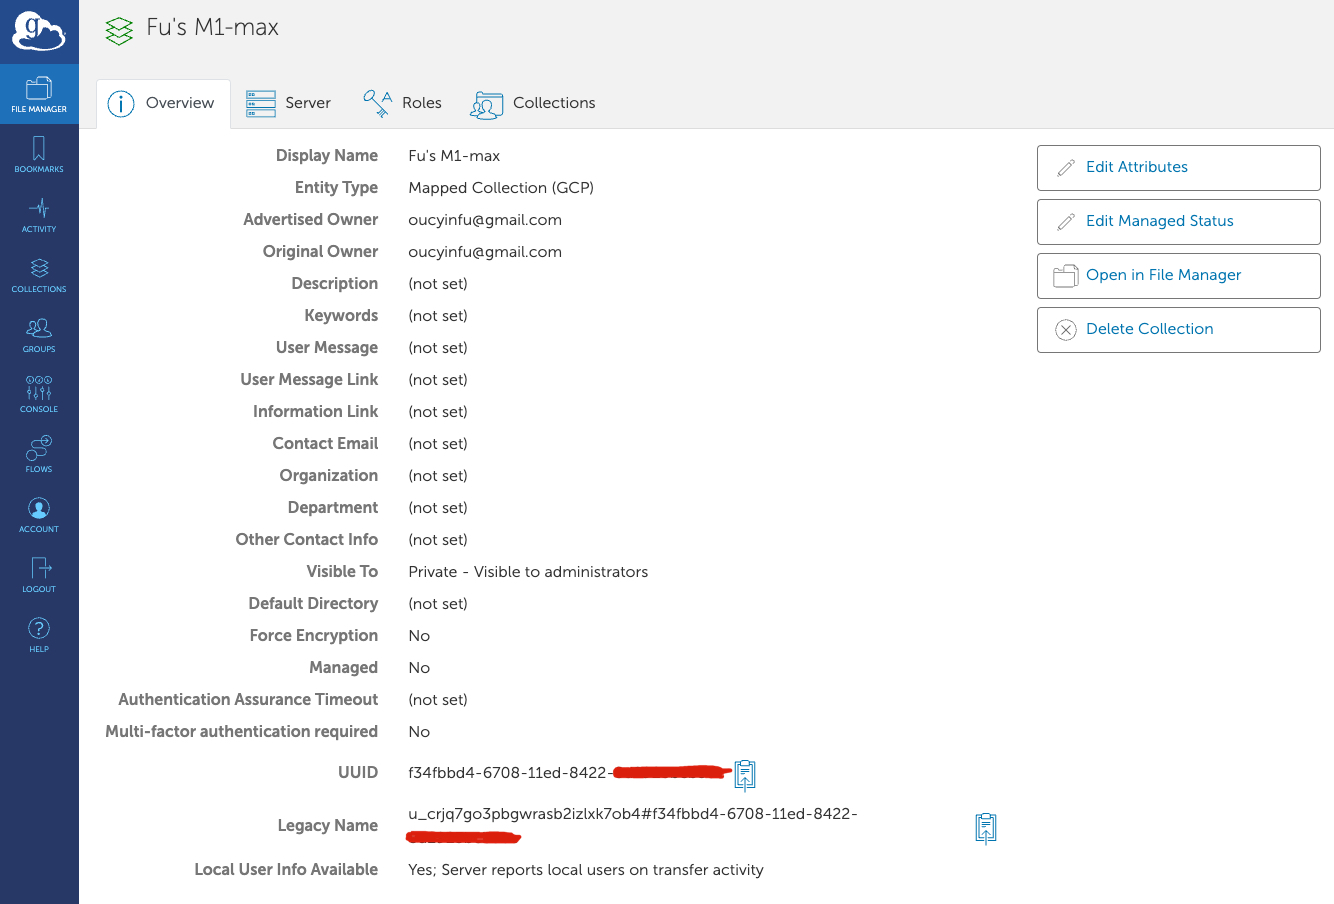 g
Fu's M1-max
FILE MANAGER
BOOKMARKS
ACTIVITY
COLLECTIONS
GROUPS
CONSOLE
FLOWS
ACCOUNT
LOGOUT
HELP
Overview
Server
Roles
Collections
Display Name Fu's M1-max
Entity Type Mapped Collection (GCP)
Advertised Owner oucyinfu@gmail.com
Original Owner oucyinfu@gmail.com
Description (not set)
Keywords (not set)
User Message (not set)
User Message Link (not set)
Information Link (not set)
Contact Email (not set)
Organization (not set)
Department (not set)
Other Contact Info (not set)
Visible To Private - Visible to administrators
Default Directory (not set)
Force Encryption No
Managed No
Authentication Assurance Timeout (not set)
Multi-factor authentication required No
UUID f34fbbd4-6708-11ed-8422-
Legacy Name u_crjq7go3pbgwrasb2izlxk7ob4#f34fbbd4-6708-11ed-8422-
Local User Info Available Yes; Server reports local users on transfer activity
Edit Attributes
Edit Managed Status
Open in File Manager
Delete Collection